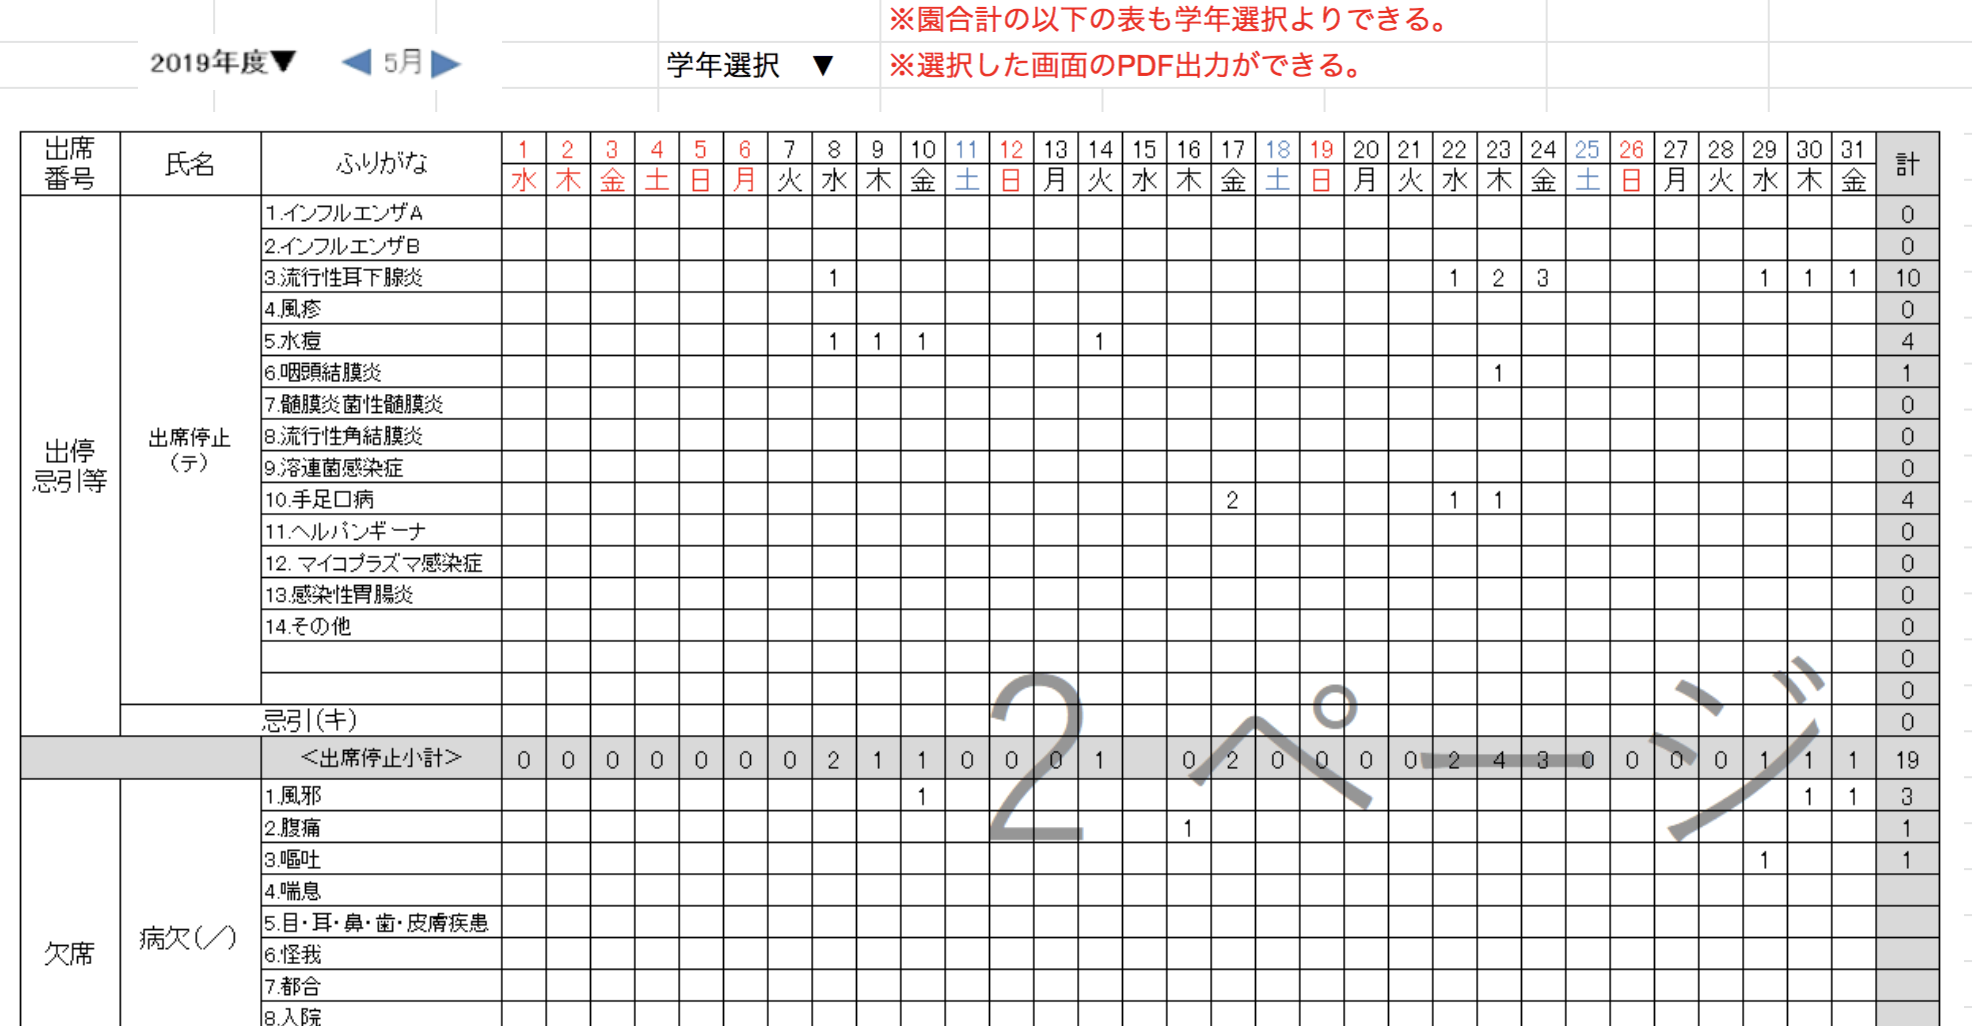 ※園合計の以下の表も学年選択よりできる。
2019年度▼ ◀ 5月 ▶ 学年選択 ▼ ※選択した画面のPDF出力ができる。
出席番号 氏名 ふりがな 1 2 3 4 5 6 7 8 9 10 11 12 13 14 15 16 17 18 19 20 21 22 23 24 25 26 27 28 29 30 31 計
水 木 金 土 日 月 火 水 木 金 土 日 月 火 水 木 金 土 日 月 火 水 木 金 土 日 月 火 水 木 金
出停忌引等
出席停止
(テ)
1.インフルエンザA 0
2.インフルエンザB 0
3.流行性耳下腺炎 1 1 2 3 1 1 1 10
4.風疹 0
5.水痘 1 1 1 1 4
6.咽頭結膜炎 1 1
7.髄膜炎菌性髄膜炎 0
8.流行性角結膜炎 0
9.溶連菌感染症 0
10.手足口病 2 1 1 4
11.ヘルパンギーナ 0
12. マイコプラズマ感染症 0
13.感染性胃腸炎 0
14.その他 0
0
0
忌引(キ) 0
<出席停止小計> 0 0 0 0 0 0 0 2 1 1 0 0 0 1 0 2 0 0 0 0 2 4 3 0 0 0 0 1 1 1 19
2ページ
欠席
病欠(／)
1.風邪 1 1 1 3
2.腹痛 1 1
3.嘔吐 1 1
4.喘息
5.目・耳・鼻・歯・皮膚疾患
6.怪我
7.都合
8.入院